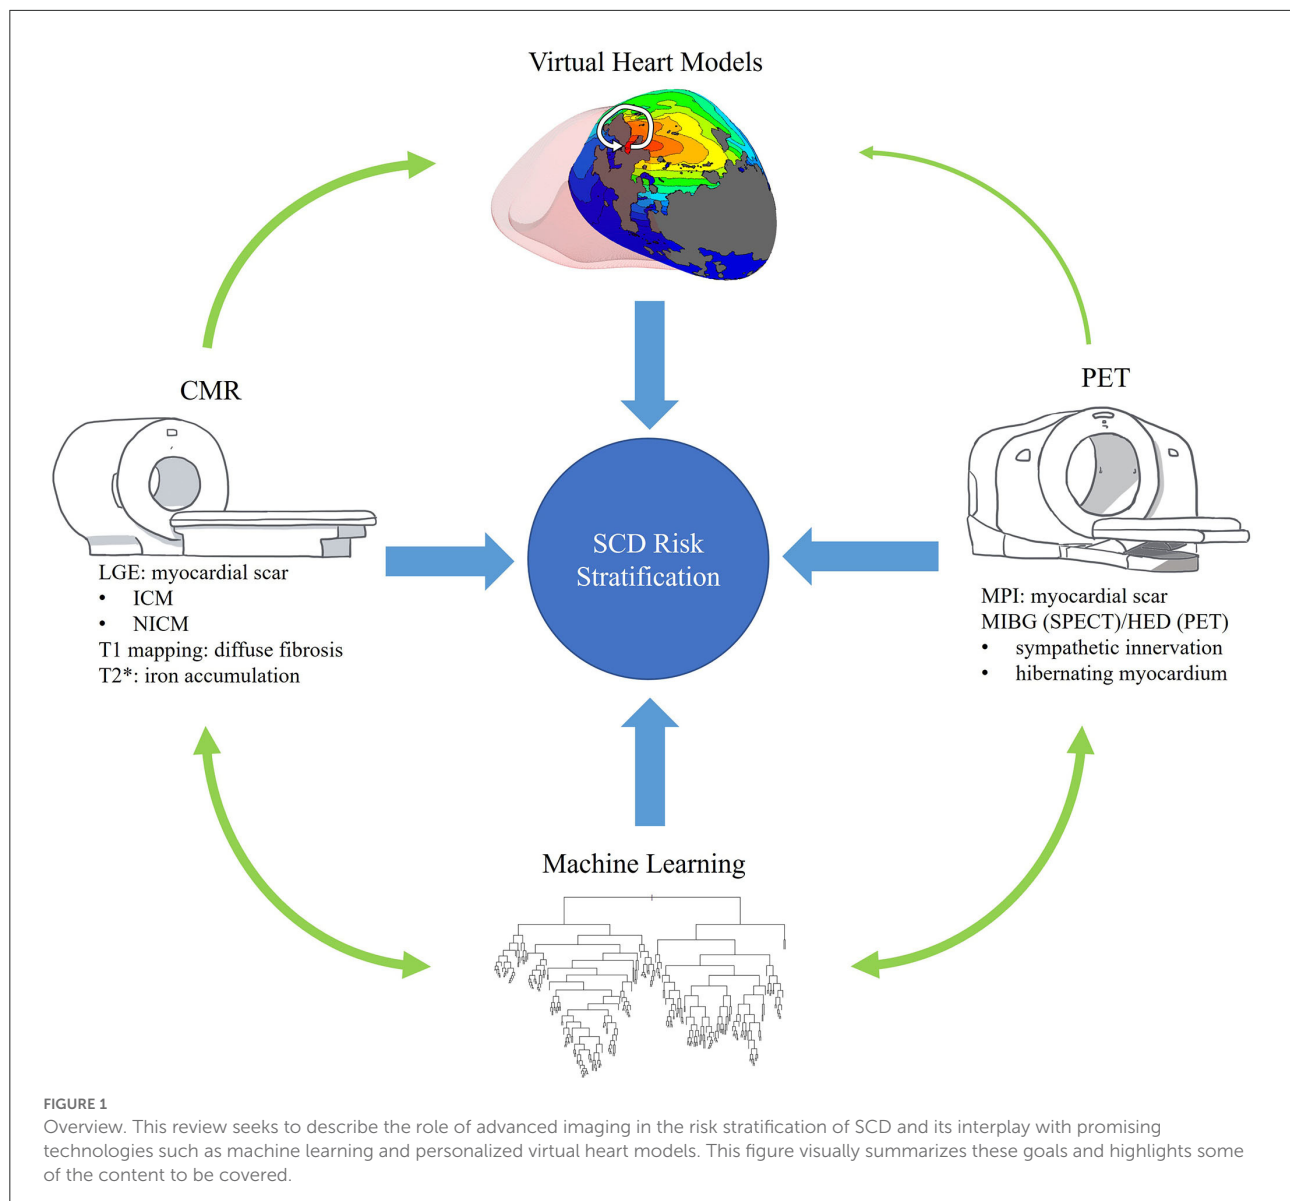 Virtual Heart Models
CMR
PET
SCD Risk
Stratification
LGE: myocardial scar
• ICM
• NICM
T1 mapping: diffuse fibrosis
T2*: iron accumulation
MPI: myocardial scar
MIBG (SPECT)/HED (PET)
• sympathetic innervation
• hibernating myocardium
Machine Learning
FIGURE 1
Overview. This review seeks to describe the role of advanced imaging in the risk stratification of SCD and its interplay with promising
technologies such as machine learning and personalized virtual heart models. This figure visually summarizes these goals and highlights some
of the content to be covered.